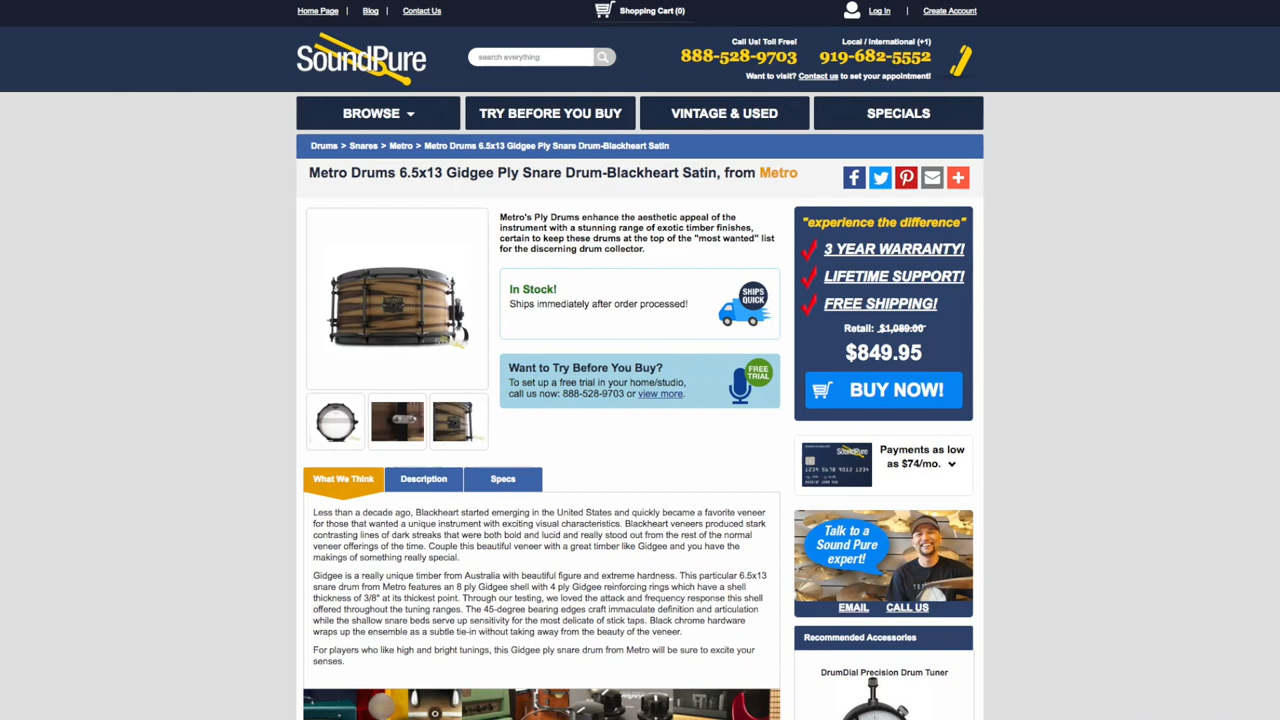 Home Page | Blog | Contact Us
Shopping Cart (0)
Log In | Create Account
SoundPure
search everything
Call Us! Toll Free!
888-528-9703
Local / International (+1)
919-682-5552
Want to visit? Contact us to set your appointment!
BROWSE
TRY BEFORE YOU BUY
VINTAGE & USED
SPECIALS
Drums > Snares > Metro > Metro Drums 6.5x13 Gidgee Ply Snare Drum-Blackheart Satin
Metro Drums 6.5x13 Gidgee Ply Snare Drum-Blackheart Satin, from Metro
Metro's Ply Drums enhance the aesthetic appeal of the
instrument with a stunning range of exotic timber finishes,
certain to keep these drums at the top of the "most wanted" list
for the discerning drum collector.
In Stock!
Ships immediately after order processed!
SHIPS
QUICK
Want to Try Before You Buy?
To set up a free trial in your home/studio,
call us now: 888-528-9703 or view more.
FREE
TRIAL
"experience the difference"
3 YEAR WARRANTY!
LIFETIME SUPPORT!
FREE SHIPPING!
Retail: $1,089.00
$849.95
BUY NOW!
SoundPure
1234 5678 9012 1234
Payments as low
as $74/mo.
What We Think
Description
Specs
Less than a decade ago, Blackheart started emerging in the United States and quickly became a favorite veneer
for those that wanted a unique instrument with exciting visual characteristics. Blackheart veneers produced stark
contrasting lines of dark streaks that were both bold and lucid and really stood out from the rest of the normal
veneer offerings of the time. Couple this beautiful veneer with a great timber like Gidgee and you have the
makings of something really special.
Gidgee is a really unique timber from Australia with beautiful figure and extreme hardness. This particular 6.5x13
snare drum from Metro features an 8 ply Gidgee shell with 4 ply Gidgee reinforcing rings which have a shell
thickness of 3/8" at its thickest point. Through our testing, we loved the attack and frequency response this shell
offered throughout the tuning ranges. The 45-degree bearing edges craft immaculate definition and articulation
while the shallow snare beds serve up sensitivity for the most delicate of stick taps. Black chrome hardware
wraps up the ensemble as a subtle tie-in without taking away from the beauty of the veneer.
For players who like high and bright tunings, this Gidgee ply snare drum from Metro will be sure to excite your
senses.
Talk to a
Sound Pure
expert!
EMAIL
CALL US
Recommended Accessories
DrumDial Precision Drum Tuner